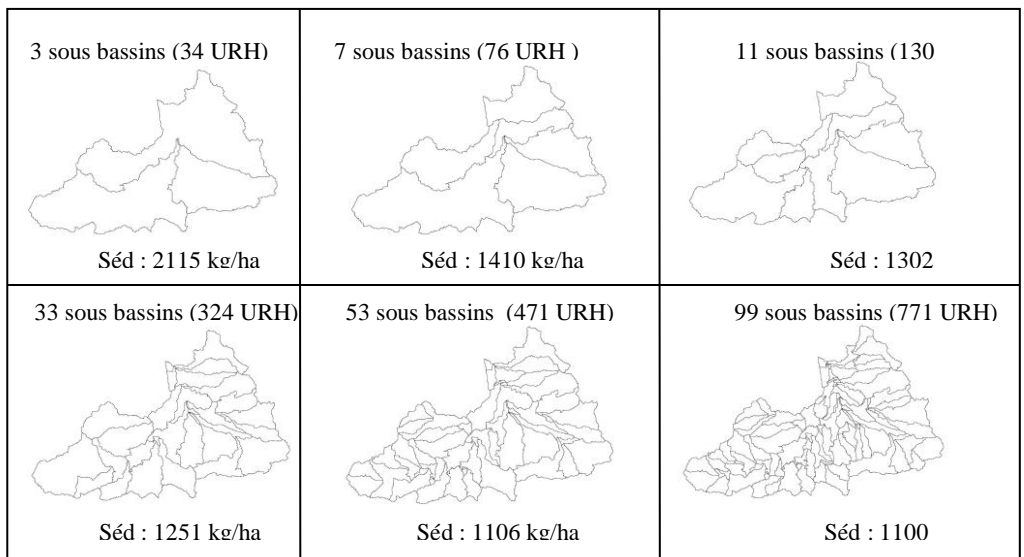 3 sous bassins (34 URH)
7 sous bassins (76 URH )
11 sous bassins (130
Séd : 2115 kg/ha
Séd : 1410 kg/ha
Séd : 1302
33 sous bassins (324 URH)
53 sous bassins (471 URH)
99 sous bassins (771 URH)
Séd : 1251 kg/ha
Séd : 1106 kg/ha
Séd : 1100